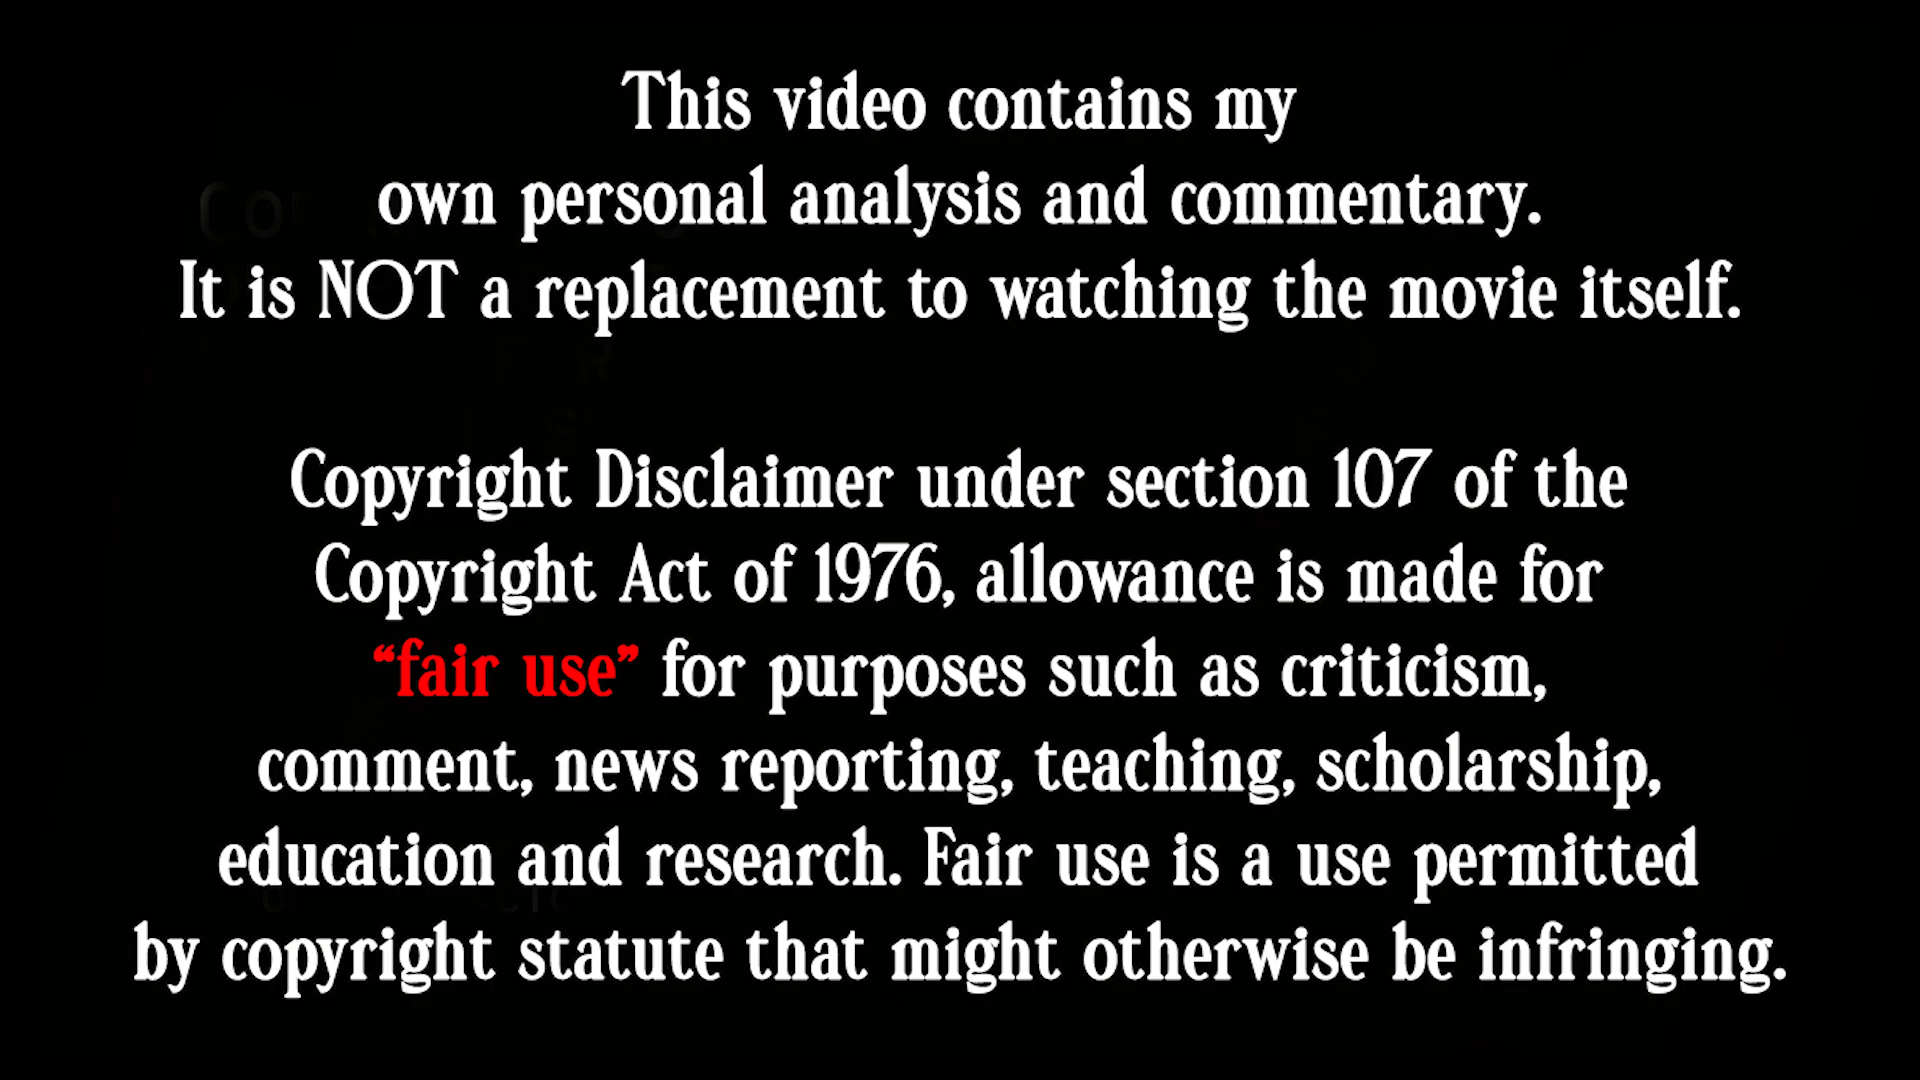 This video contains my
own personal analysis and commentary.
It is NOT a replacement to watching the movie itself.
Copyright Disclaimer under section 107 of the
Copyright Act of 1976, allowance is made for
“fair use” for purposes such as criticism,
comment, news reporting, teaching, scholarship,
education and research. Fair use is a use permitted
by copyright statute that might otherwise be infringing.